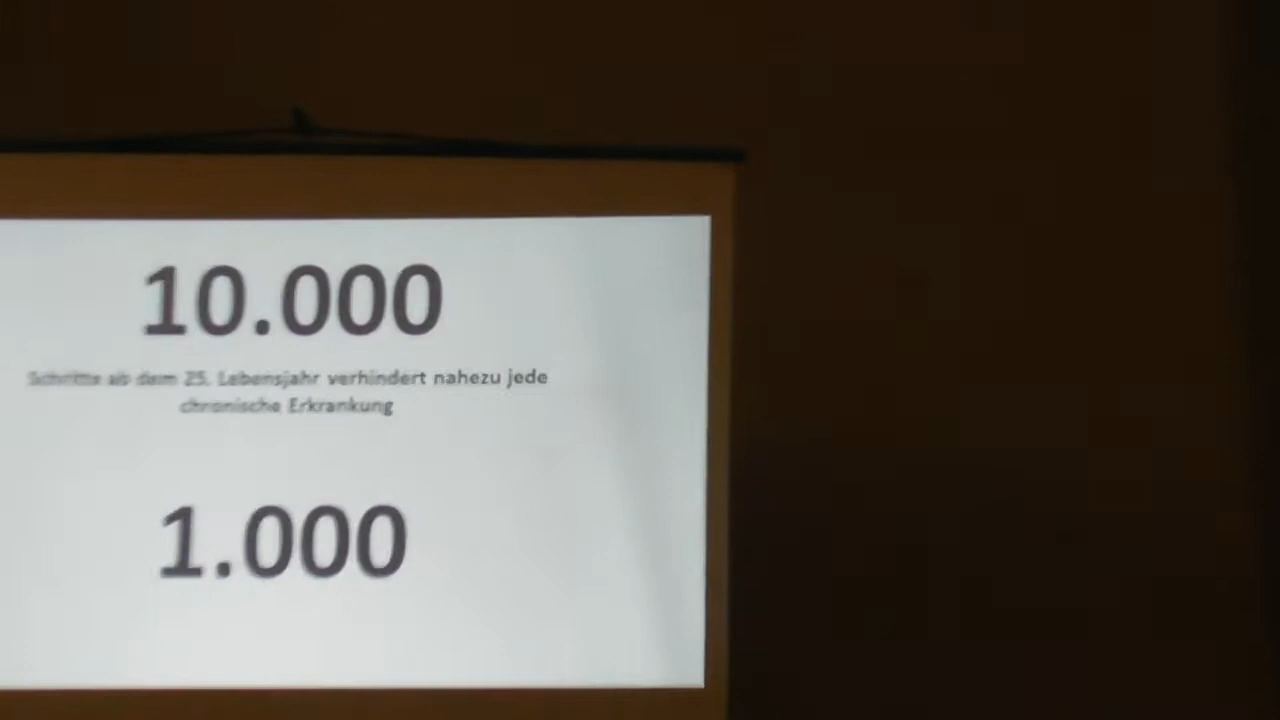 10.000
Schritte ab dem 25. Lebensjahr verhindert nahezu jede
chronische Erkrankung
1.000